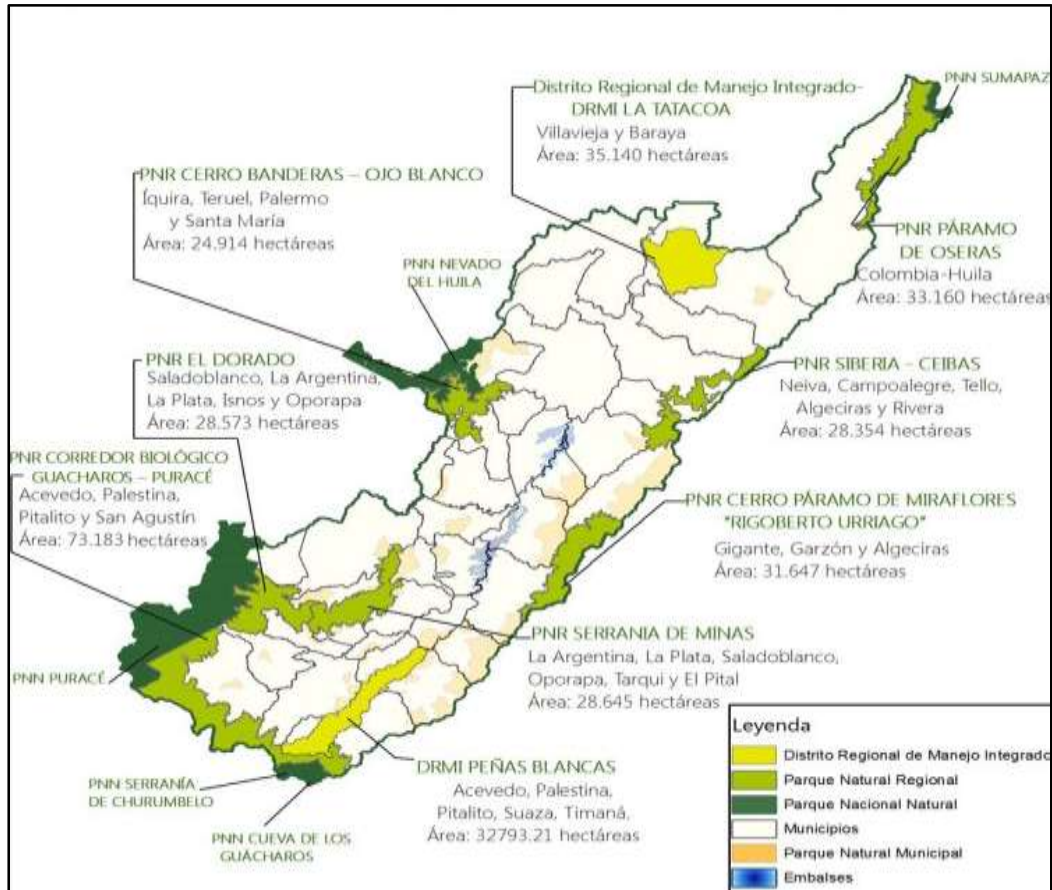 PNN SUMAPAZ
Distrito Regional de Manejo Integrado-
DRMI LA TATACOA
Villavieja y Baraya
Área: 35.140 hectáreas
PNR CERRO BANDERAS – OJO BLANCO
Íquira, Teruel, Palermo
y Santa María
Área: 24.914 hectáreas
PNN NEVADO
DEL HUILA
PNR PÁRAMO
DE OSERAS
Colombia-Huila
Área: 33.160 hectáreas
PNR EL DORADO
Saladoblanco, La Argentina,
La Plata, Isnos y Oporapa
Área: 28.573 hectáreas
PNR SIBERIA - CEIBAS
Neiva, Campoalegre, Tello,
Algeciras y Rivera
Área: 28.354 hectáreas
PNR CORREDOR BIOLÓGICO
GUACHAROS – PURACÉ
Acevedo, Palestina,
Pitalito y San Agustín
Área: 73.183 hectáreas
PNR CERRO PÁRAMO DE MIRAFLORES
"RIGOBERTO URRIAGO"
Gigante, Garzón y Algeciras
Área: 31.647 hectáreas
PNR SERRANIA DE MINAS
La Argentina, La Plata, Saladoblanco,
Oporapa, Tarqui y El Pital
Área: 28.645 hectáreas
PNN PURACÉ
DRMI PEÑAS BLANCAS
Acevedo, Palestina,
Pitalito, Suaza, Timaná,
Área: 32793.21 hectáreas
PNN SERRANÍA
DE CHURUMBELO
PNN CUEVA DE LOS
GUÁCHAROS
Leyenda
Distrito Regional de Manejo Integrado
Parque Natural Regional
Parque Nacional Natural
Municipios
Parque Natural Municipal
Embalses